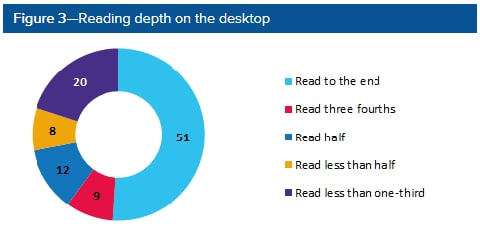 Figure 3—Reading depth on the desktop
20
8
12
9
51
Read to the end
Read three fourths
Read half
Read less than half
Read less than one-third